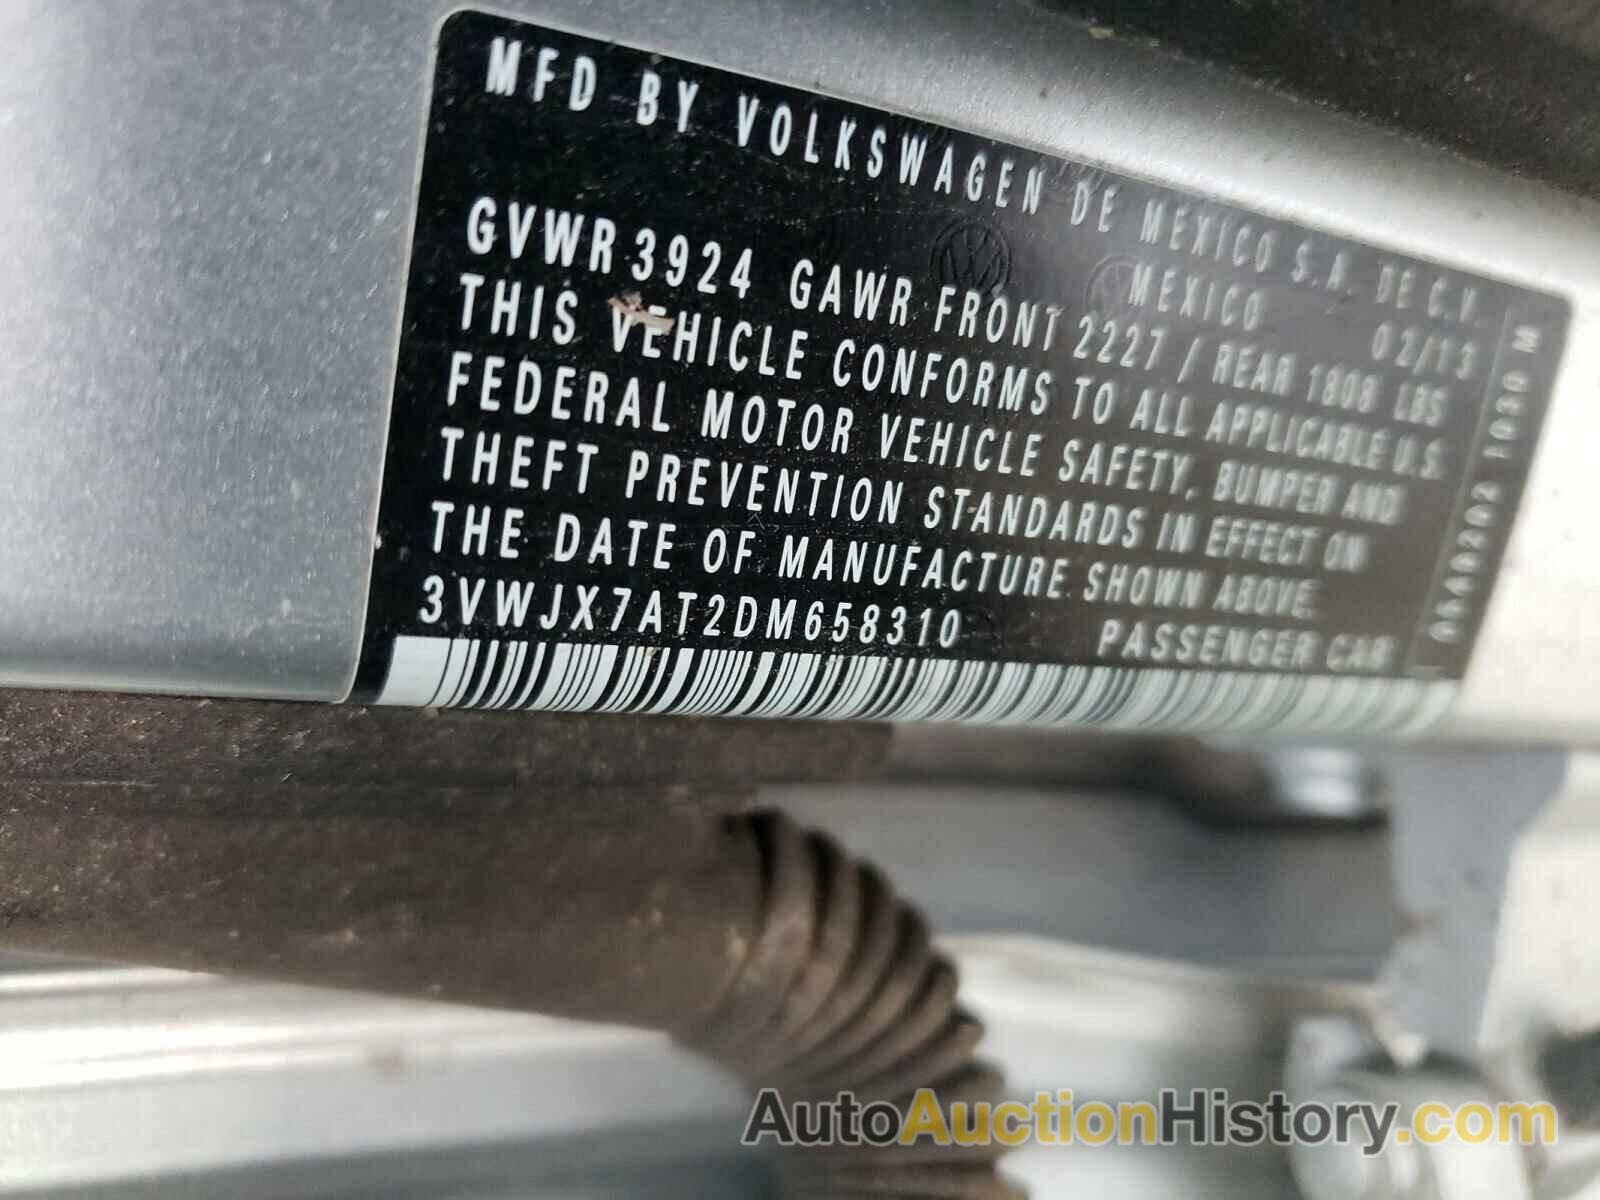 MFD BY VOLKSWAGEN DE MEXICO S.A. DE C.V.
MEXICO 02/13
GVWR 3924 GAWR FRONT 2227 / REAR 1808 LBS
THIS VEHICLE CONFORMS TO ALL APPLICABLE U.S.
FEDERAL MOTOR VEHICLE SAFETY, BUMPER AND
THEFT PREVENTION STANDARDS IN EFFECT ON
THE DATE OF MANUFACTURE SHOWN ABOVE.
3VWJX7AT2DM658310 PASSENGER CAR
AutoAuctionHistory.com